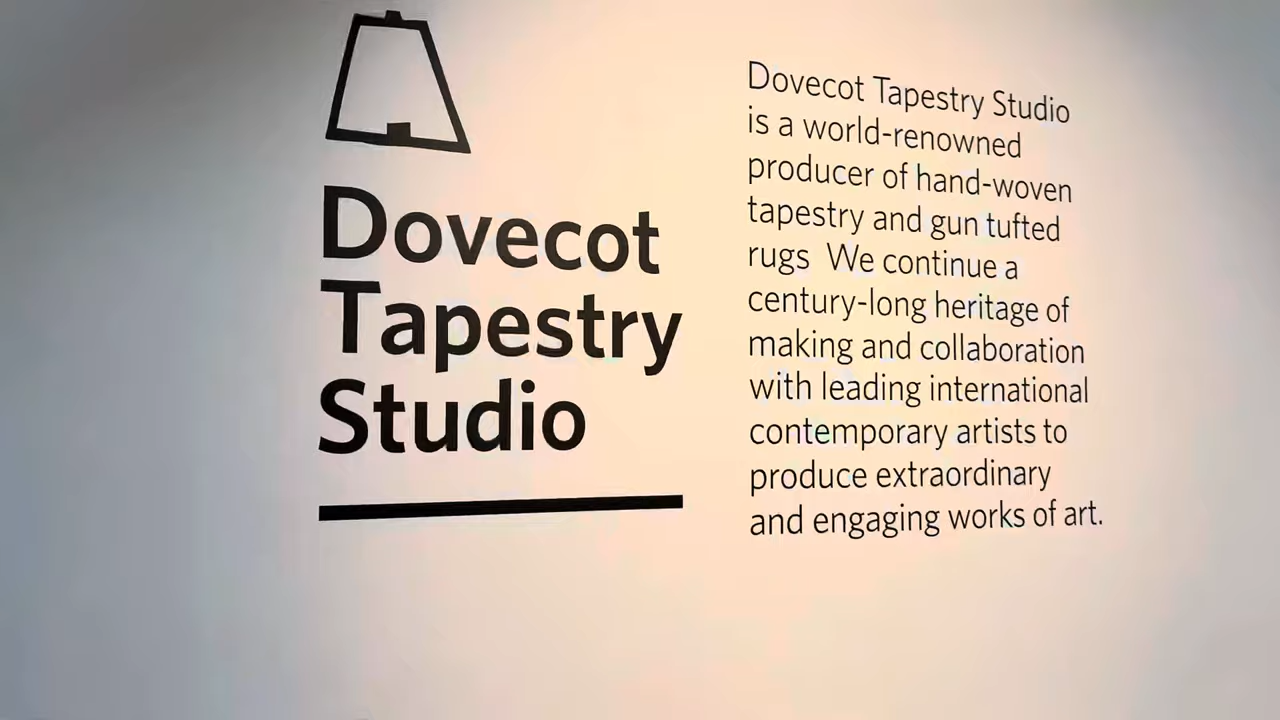 Dovecot
Tapestry
Studio
Dovecot Tapestry Studio
is a world-renowned
producer of hand-woven
tapestry and gun tufted
rugs We continue a
century-long heritage of
making and collaboration
with leading international
contemporary artists to
produce extraordinary
and engaging works of art.